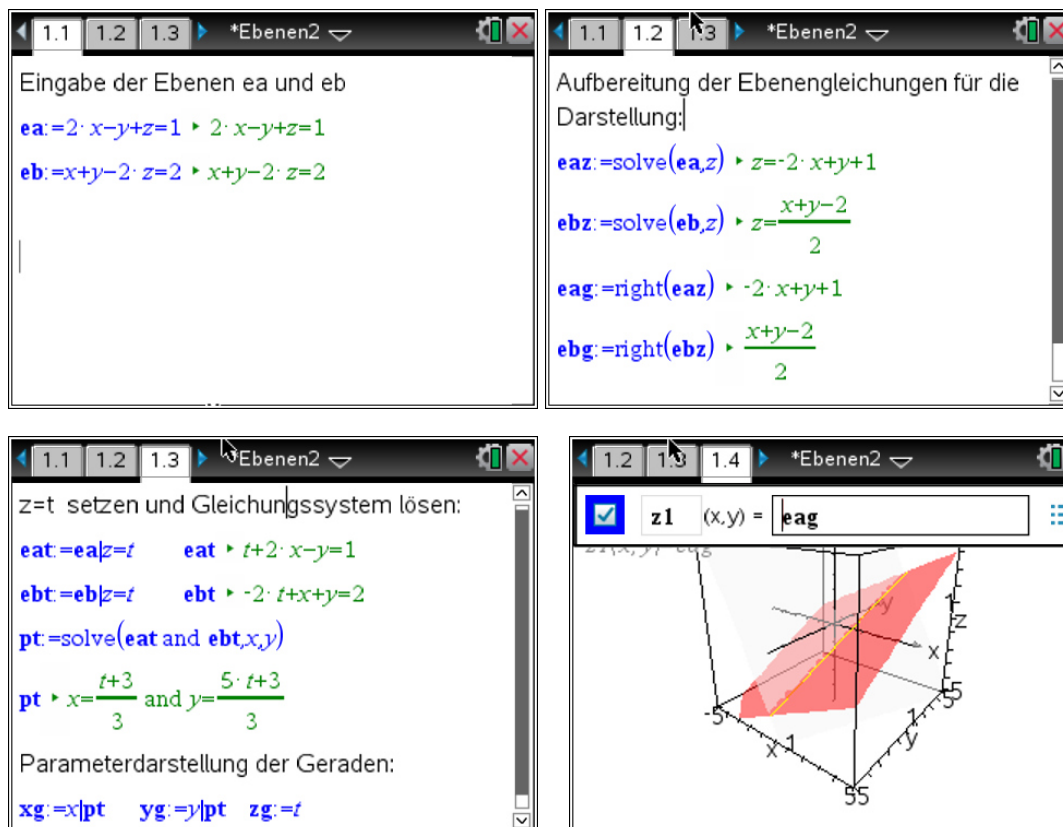 1.1 1.2 1.3 *Ebenen2
Eingabe der Ebenen ea und eb
ea:=2· x−y+z=1 ▸ 2· x−y+z=1
eb:=x+y−2· z=2 ▸ x+y−2· z=2
1.1 1.2 1.3 *Ebenen2
Aufbereitung der Ebenengleichungen für die
Darstellung:
eaz:=solve(ea,z) ▸ z=-2· x+y+1
ebz:=solve(eb,z) ▸ z=(x+y−2)/2
eag:=right(eaz) ▸ -2· x+y+1
ebg:=right(ebz) ▸ (x+y−2)/2
1.1 1.2 1.3 *Ebenen2
z=t setzen und Gleichungssystem lösen:
eat:=ea|z=t eat ▸ t+2· x−y=1
ebt:=eb|z=t ebt ▸ -2· t+x+y=2
pt:=solve(eat and ebt,x,y)
pt ▸ x=(t+3)/3 and y=(5· t+3)/3
Parameterdarstellung der Geraden:
xg:=x|pt yg:=y|pt zg:=t
1.2 1.3 1.4 *Ebenen2
z1 (x,y) = eag
y
1
z
x
-5
5
x 1
1
y
55